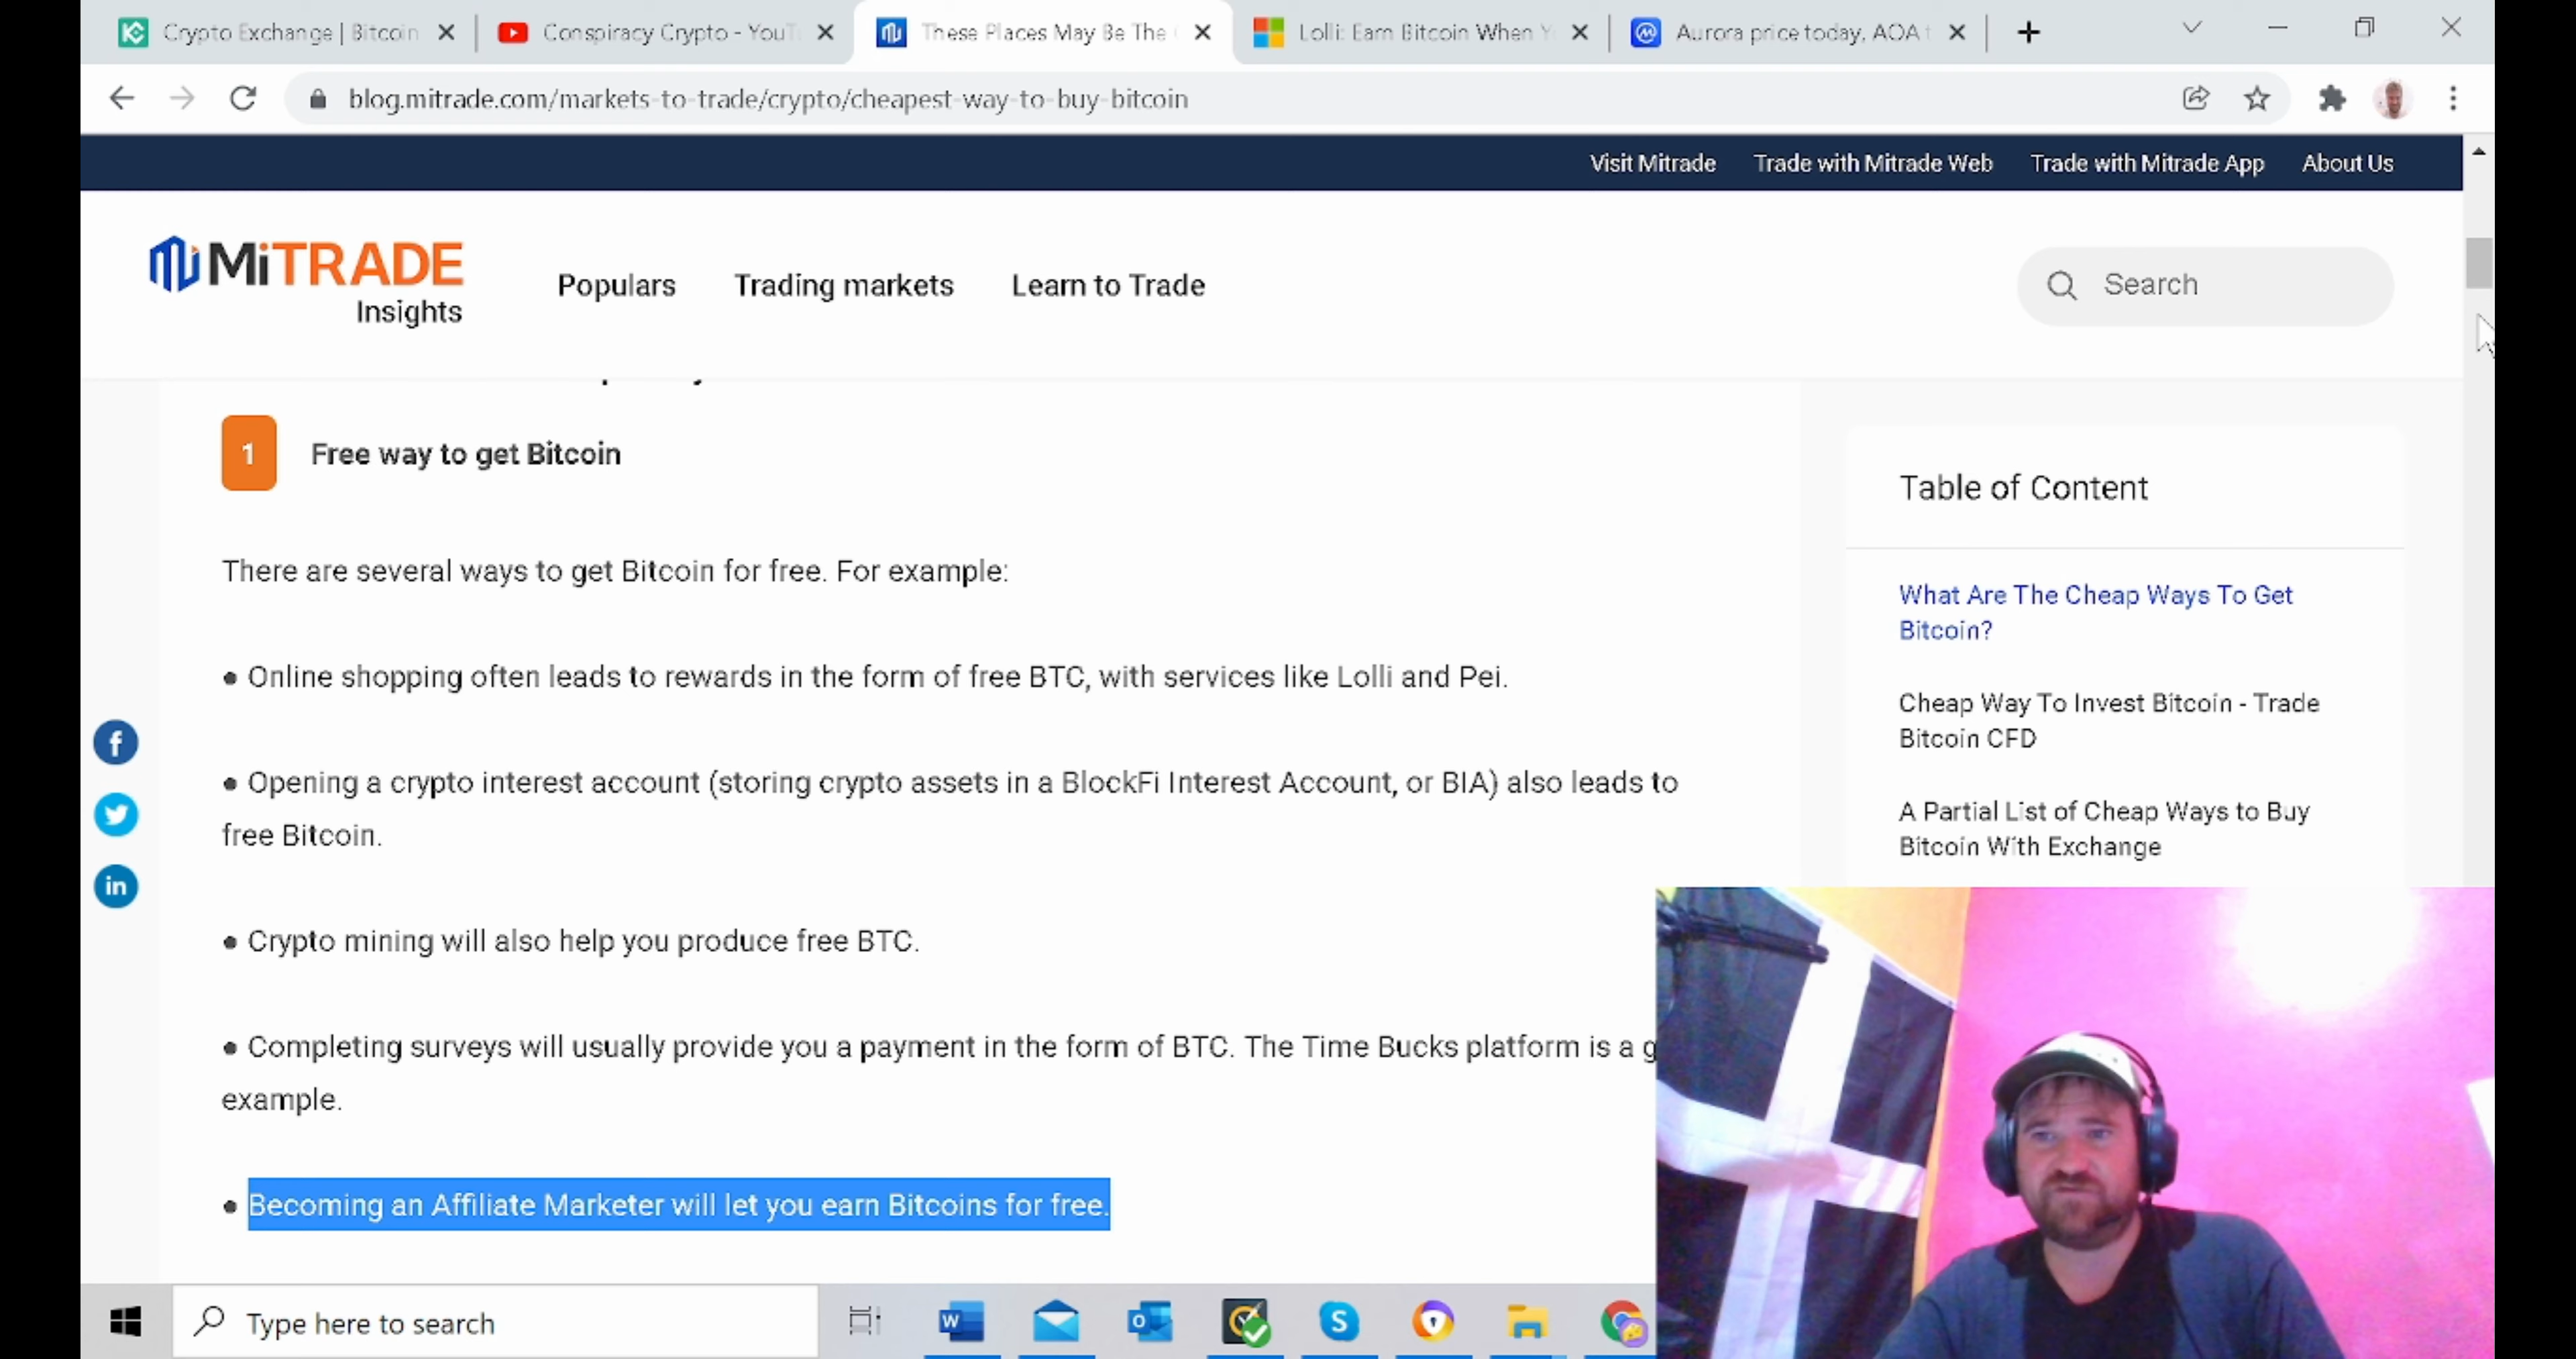 Crypto Exchange | Bitcoin
Conspiracy Crypto - YouT
These Places May Be The
Lolli: Earn Bitcoin When Y
Aurora price today, AOA t
blog.mitrade.com/markets-to-trade/crypto/cheapest-way-to-buy-bitcoin
Visit Mitrade
Trade with Mitrade Web
Trade with Mitrade App
About Us
MiTRADE
Insights
Populars
Trading markets
Learn to Trade
Search
1
Free way to get Bitcoin
There are several ways to get Bitcoin for free. For example:
• Online shopping often leads to rewards in the form of free BTC, with services like Lolli and Pei.
• Opening a crypto interest account (storing crypto assets in a BlockFi Interest Account, or BIA) also leads to
free Bitcoin.
• Crypto mining will also help you produce free BTC.
• Completing surveys will usually provide you a payment in the form of BTC. The Time Bucks platform is a g
example.
• Becoming an Affiliate Marketer will let you earn Bitcoins for free.
Table of Content
What Are The Cheap Ways To Get
Bitcoin?
Cheap Way To Invest Bitcoin - Trade
Bitcoin CFD
A Partial List of Cheap Ways to Buy
Bitcoin With Exchange
Type here to search